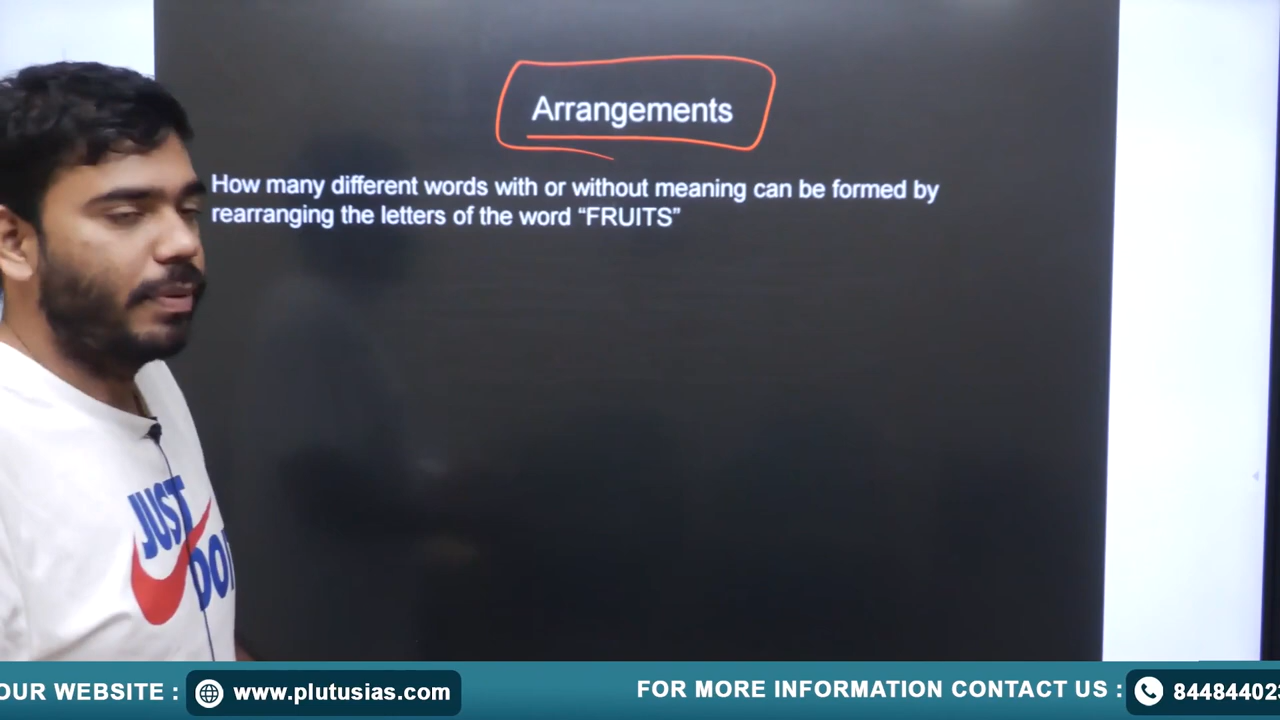 Arrangements
How many different words with or without meaning can be formed by
rearranging the letters of the word “FRUITS”
JUST
DO
OUR WEBSITE : www.plutusias.com
FOR MORE INFORMATION CONTACT US : 844844023